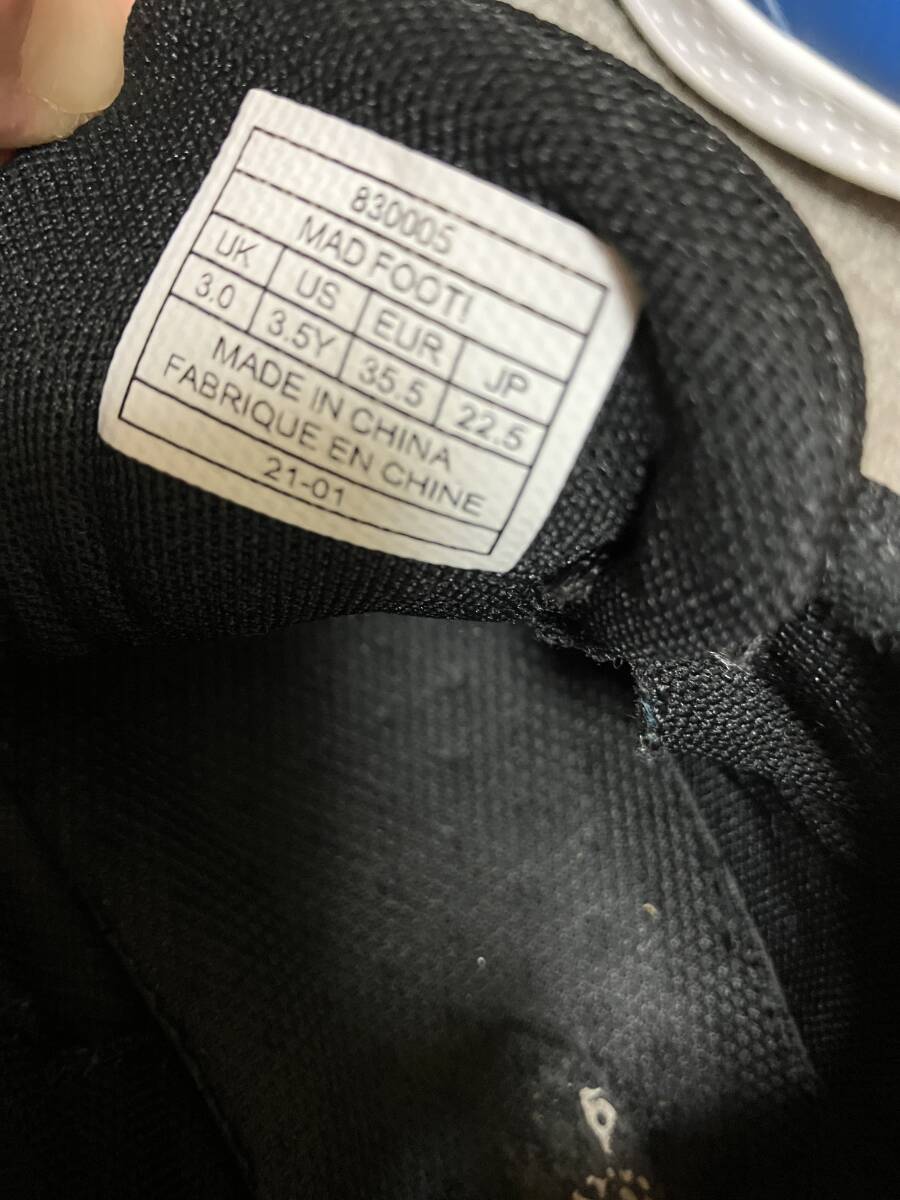 830005
MAD FOOT!
UK US EUR JP
3.0 3.5Y 35.5 22.5
MADE IN CHINA
FABRIQUE EN CHINE
21-01